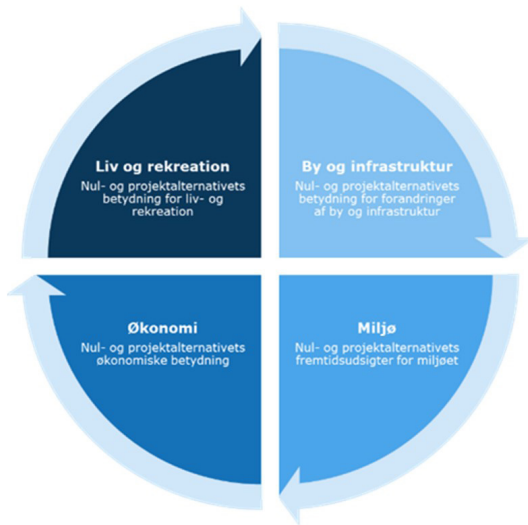 Liv og rekreation
Nul- og projektalternativets
betydning for liv- og
rekreation
By og infrastruktur
Nul- og projektalternativets
betydning for forandringer
af by og infrastruktur
Økonomi
Nul- og projektalternativets
økonomiske betydning
Miljø
Nul- og projektalternativets
fremtidsudsigter for miljøet